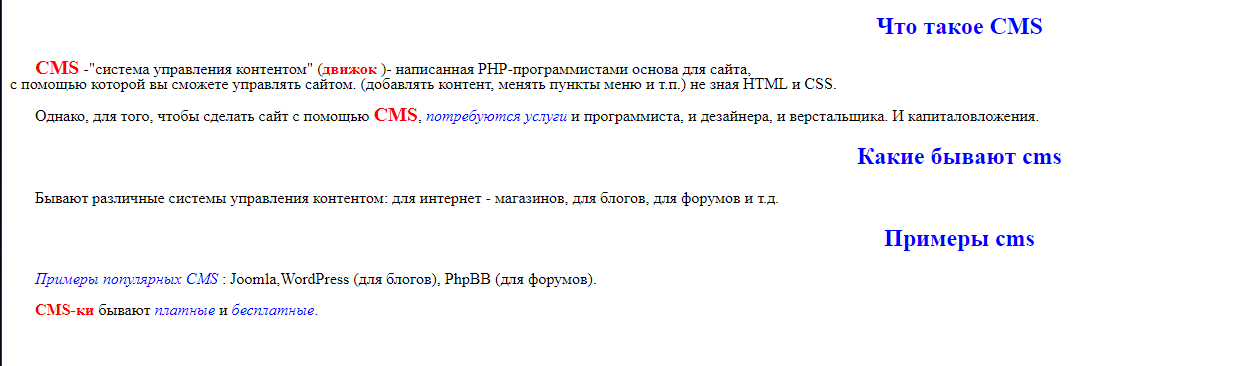 Что такое CMS
CMS -"система управления контентом" (движок )- написанная PHP-программистами основа для сайта,
с помощью которой вы сможете управлять сайтом. (добавлять контент, менять пункты меню и т.п.) не зная HTML и CSS.
Однако, для того, чтобы сделать сайт с помощью CMS, потребуются услуги и программиста, и дизайнера, и верстальщика. И капиталовложения.
Какие бывают cms
Бывают различные системы управления контентом: для интернет - магазинов, для блогов, для форумов и т.д.
Примеры cms
Примеры популярных CMS : Joomla,WordPress (для блогов), PhpBB (для форумов).
CMS-ки бывают платные и бесплатные.